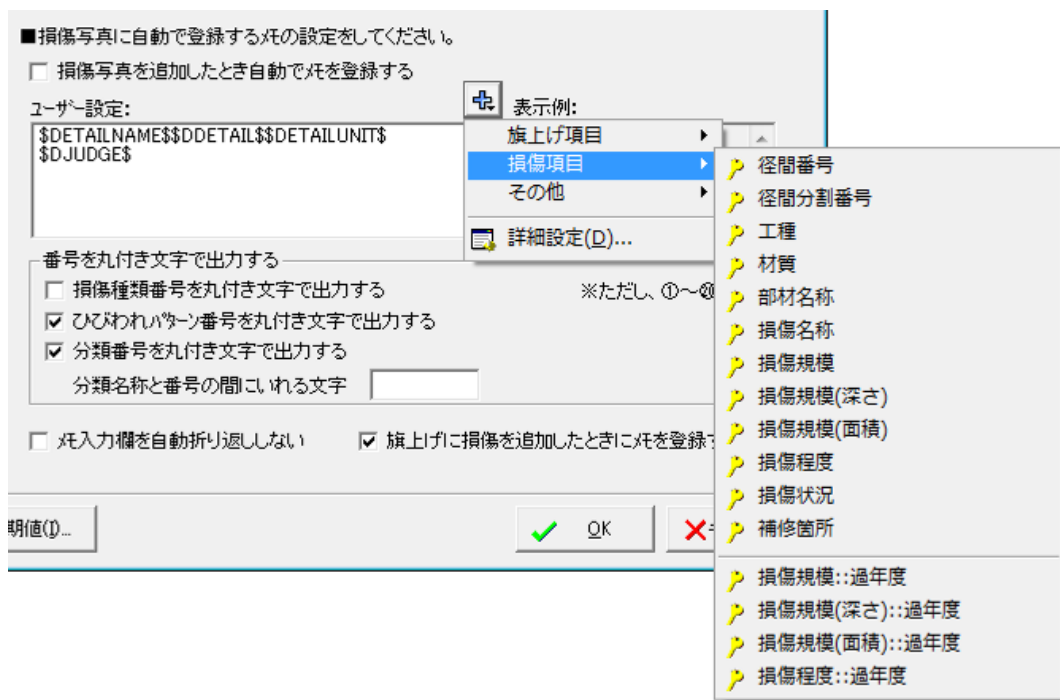 ■損傷写真に自動で登録するメモの設定をしてください。
損傷写真を追加したとき自動でメモを登録する
ユーザー設定:
表示例:
$DETAILNAME$$DDETAIL$$DETAILUNIT$
$DJUDGE$
旗上げ項目
損傷項目
その他
詳細設定(D)...
番号を丸付き文字で出力する
損傷種類番号を丸付き文字で出力する
※ただし、①～⑳
ひびわれパターン番号を丸付き文字で出力する
分類番号を丸付き文字で出力する
分類名称と番号の間にいれる文字
メモ入力欄を自動折り返ししない
旗上げに損傷を追加したときにメモを登録す
期値(I)...
OK
径間番号
径間分割番号
工種
材質
部材名称
損傷名称
損傷規模
損傷規模(深さ)
損傷規模(面積)
損傷程度
損傷状況
補修箇所
損傷規模::過年度
損傷規模(深さ)::過年度
損傷規模(面積)::過年度
損傷程度::過年度